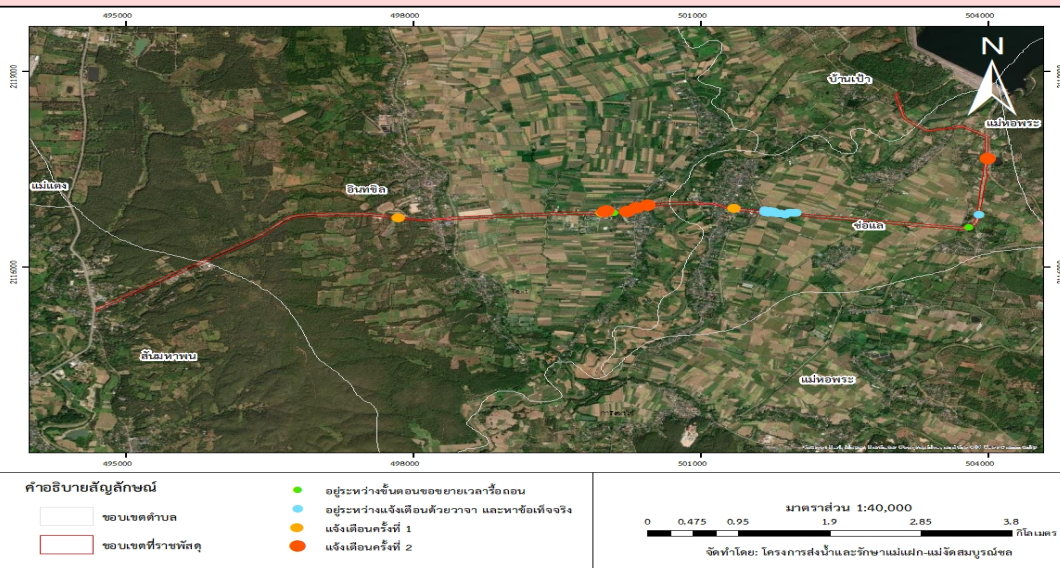 495000 498000 501000 504000
N
บ้านเป้า
2119000
แม่หอพระ
แม่แตง
อินทขิล
ช่อแล
2116000
สันมหาพน
แม่หอพระ
495000 498000 501000 504000
คำอธิบายสัญลักษณ์
ขอบเขตตำบล
ขอบเขตที่ราชพัสดุ
อยู่ระหว่างขั้นตอนขอขยายเวลารื้อถอน
อยู่ระหว่างแจ้งเตือนด้วยวาจา และหาข้อเท็จจริง
แจ้งเตือนครั้งที่ 1
แจ้งเตือนครั้งที่ 2
มาตราส่วน 1:40,000
0 0.475 0.95 1.9 2.85 3.8
กิโลเมตร
จัดทำโดย: โครงการส่งน้ำและรักษาแม่แฝก-แม่งัดสมบูรณ์ชล